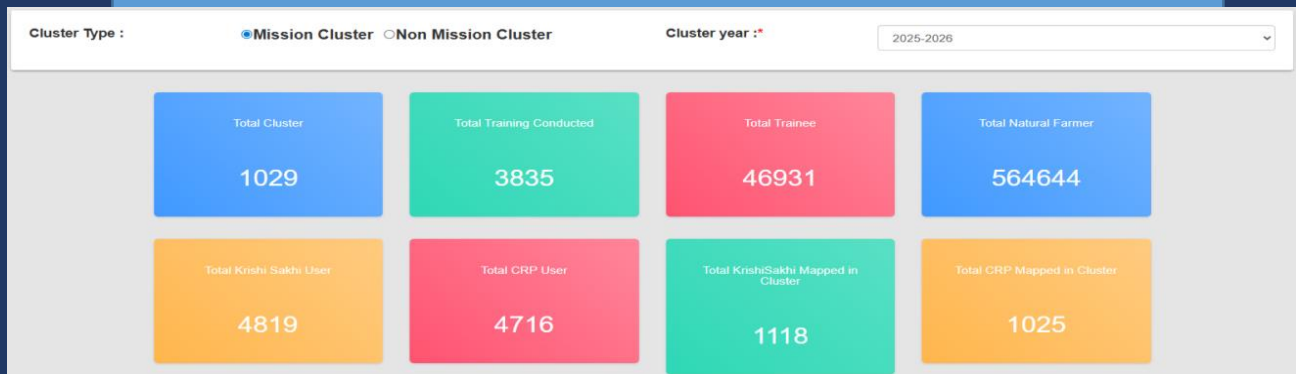 Cluster Type :
Mission Cluster Non Mission Cluster
Cluster year :*
2025-2026
Total Cluster
1029
Total Training Conducted
3835
Total Trainee
46931
Total Natural Farmer
564644
Total Krishi Sakhi User
4819
Total CRP User
4716
Total KrishiSakhi Mapped in
Cluster
1118
Total CRP Mapped in Cluster
1025